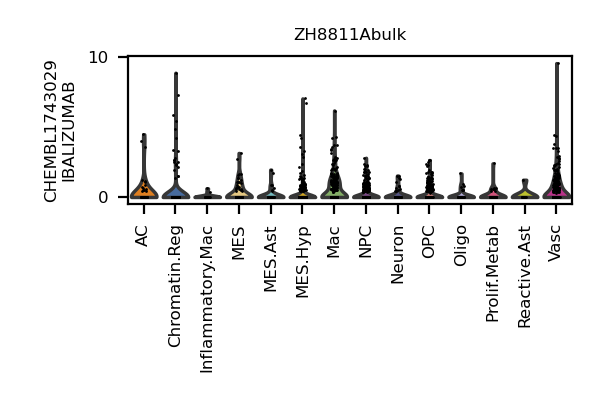 ZH8811Abulk
CHEMBL1743029
IBALIZUMAB
10
0
AC
Chromatin.Reg
Inflammatory.Mac
MES
MES.Ast
MES.Hyp
Mac
NPC
Neuron
OPC
Oligo
Prolif.Metab
Reactive.Ast
Vasc